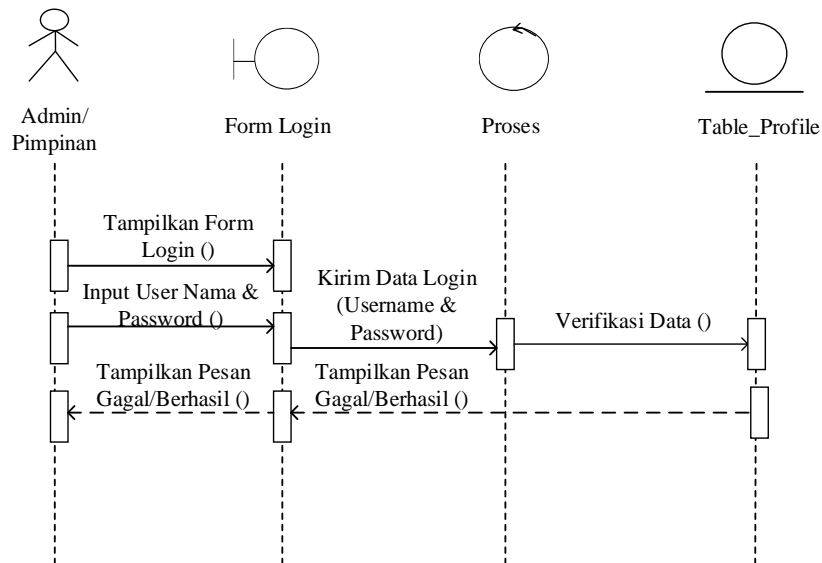 Admin/
Pimpinan
Form Login
Proses
Table_Profile
Tampilkan Form
Login ()
Input User Nama &
Password ()
Kirim Data Login
(Username &
Password)
Verifikasi Data ()
Tampilkan Pesan
Gagal/Berhasil ()
Tampilkan Pesan
Gagal/Berhasil ()